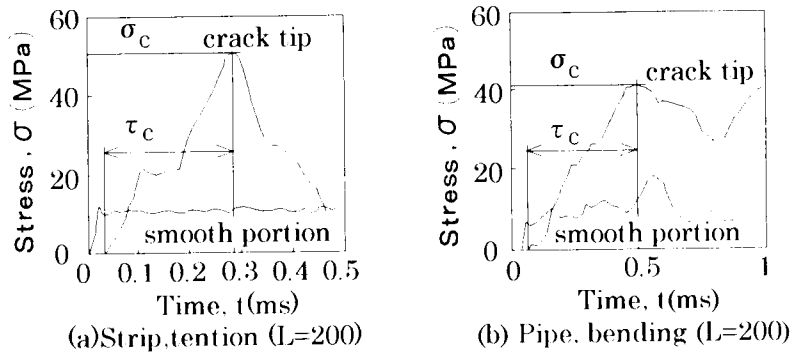 60
σc
crack tip
40
τc
20
smooth portion
0
0 0.1 0.2 0.3 0.4 0.5
Stress, σ (MPa)
Time, t(ms)
(a)Strip,tention (L=200)
60
σc
crack tip
40
τc
20
smooth portion
0
0 0.5 1
Stress, σ (MPa)
Time, t(ms)
(b) Pipe, bending (L=200)